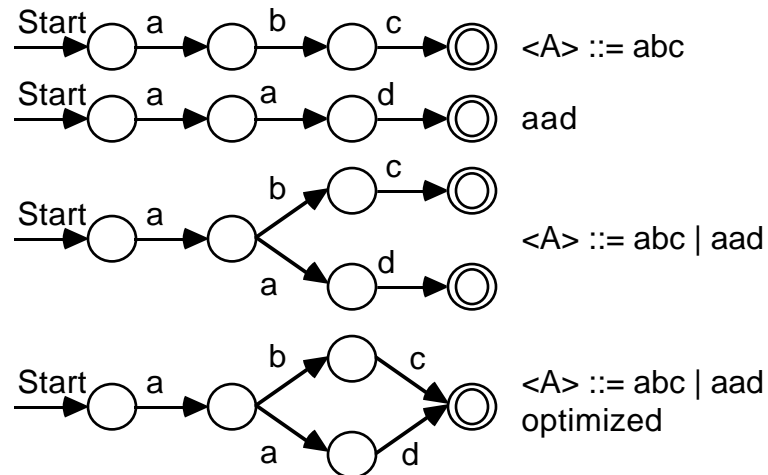 Start a b c <A> ::= abc
Start a a d aad
b c
Start a <A> ::= abc | aad
a d
b c
Start a <A> ::= abc | aad
optimized
a d